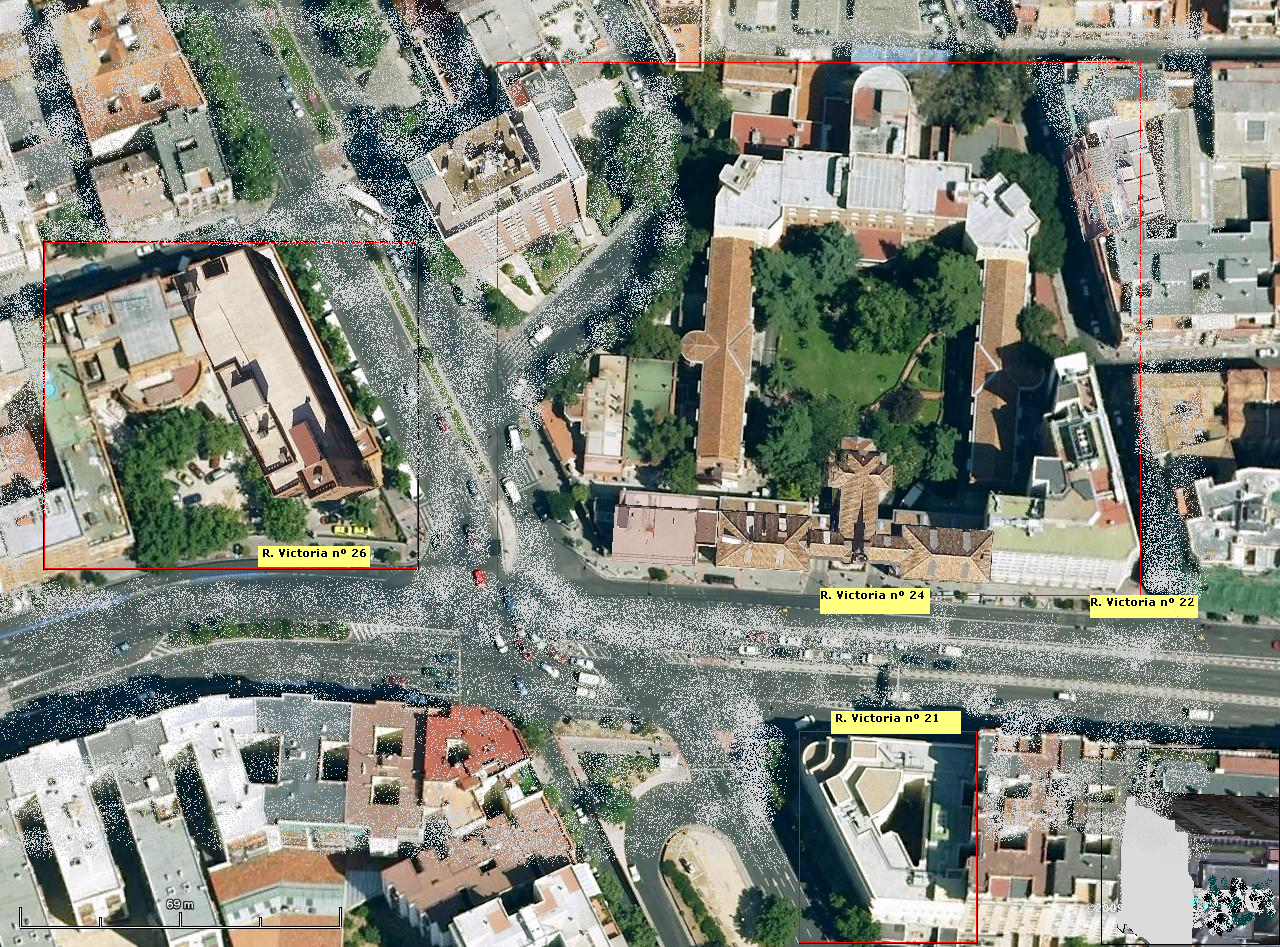 R. Victoria nº 26
R. Victoria nº 24
R. Victoria nº 22
R. Victoria nº 21
69 m